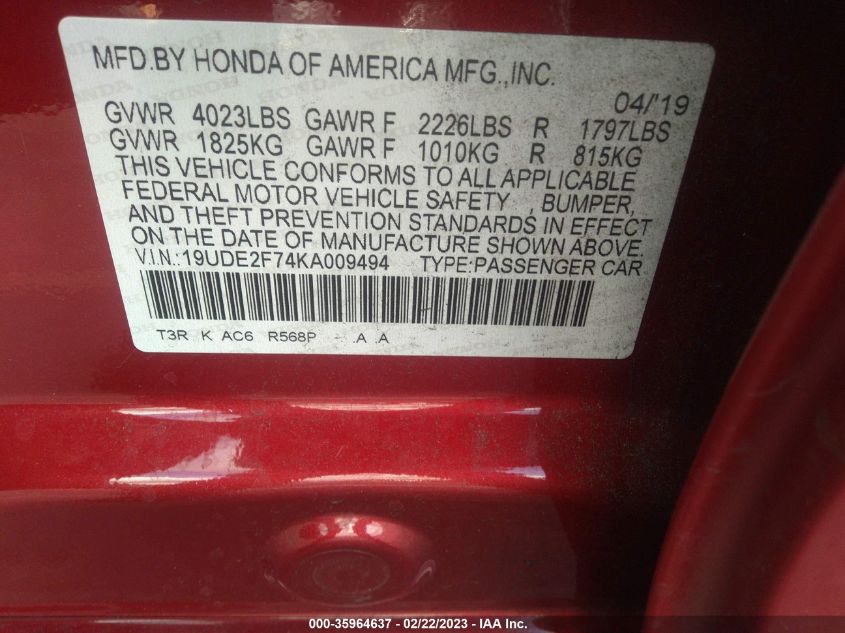 MFD.BY HONDA OF AMERICA MFG.,INC.
04/'19
GVWR 4023LBS GAWR F 2226LBS R 1797LBS
GVWR 1825KG GAWR F 1010KG R 815KG
THIS VEHICLE CONFORMS TO ALL APPLICABLE
FEDERAL MOTOR VEHICLE SAFETY , BUMPER,
AND THEFT PREVENTION STANDARDS IN EFFECT
ON THE DATE OF MANUFACTURE SHOWN ABOVE.
V.I.N.:19UDE2F74KA009494 TYPE:PASSENGER CAR
T3R K AC6 R568P .A .A
000-35964637 - 02/22/2023 - IAA Inc.